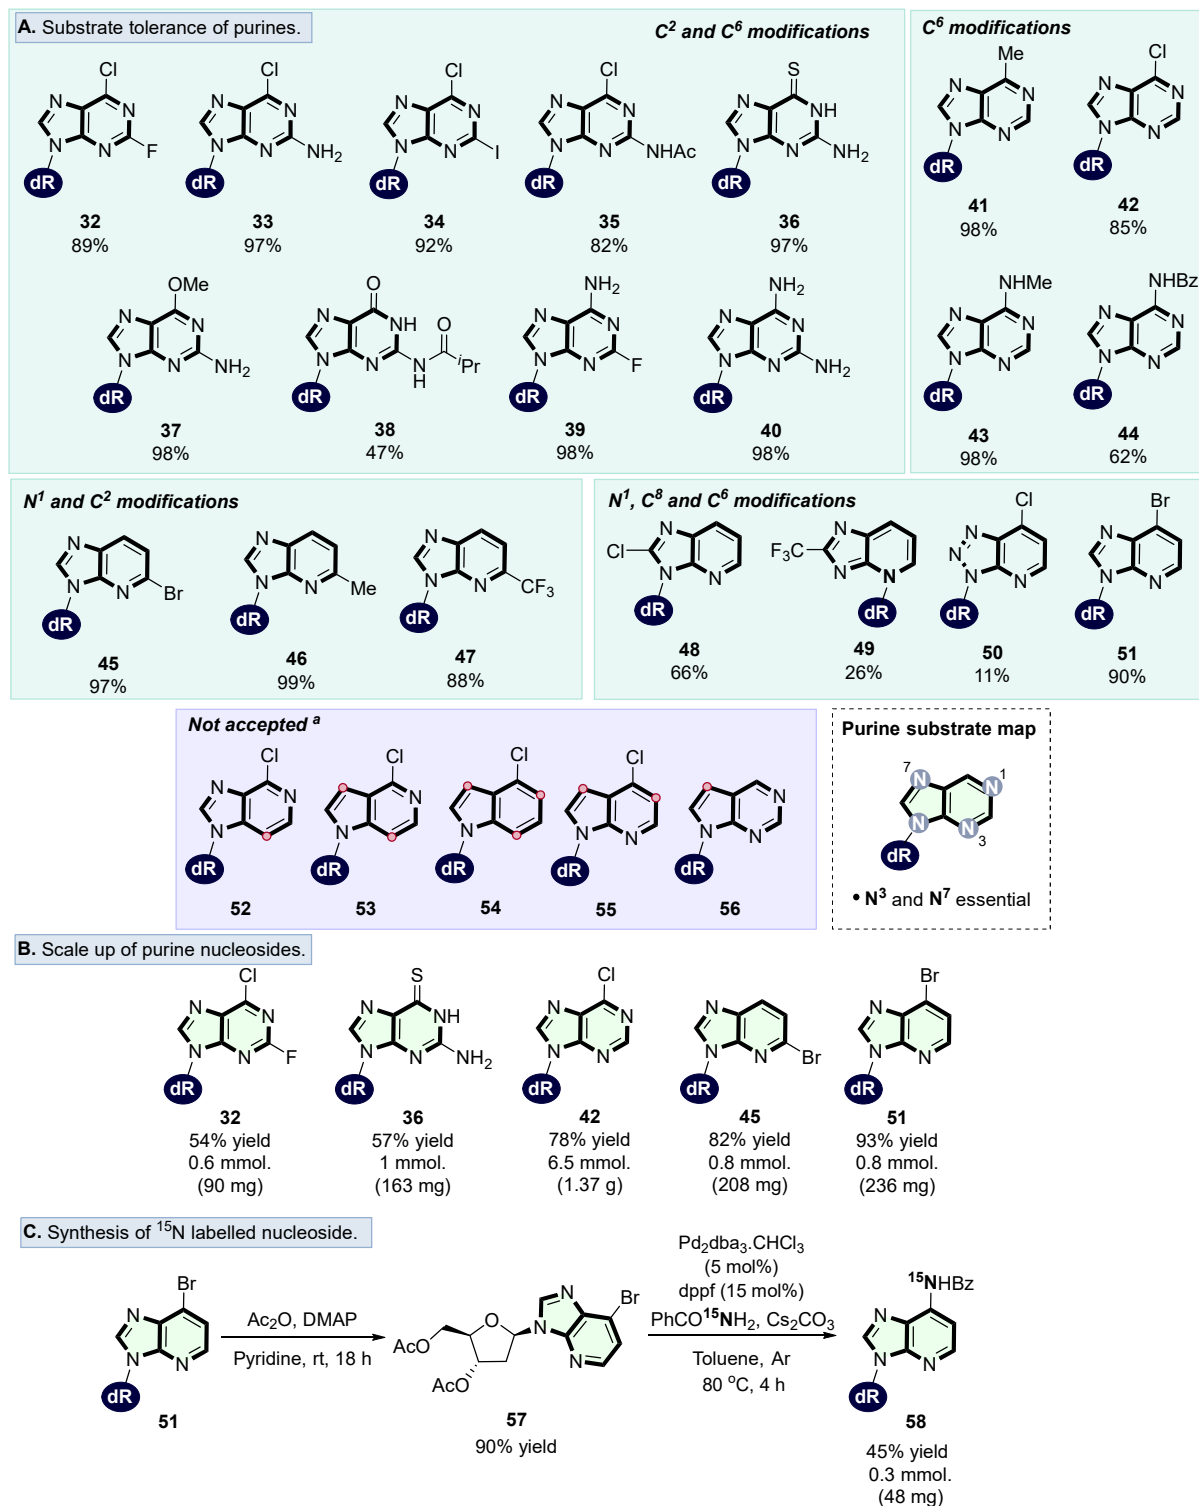 A. Substrate tolerance of purines.
C² and C⁶ modifications
Cl
N
N
N
N
F
dR
32
89%
Cl
N
N
N
N
NH₂
dR
33
97%
Cl
N
N
N
N
I
dR
34
92%
Cl
N
N
N
N
NHAc
dR
35
82%
S
N
NH
N
N
NH₂
dR
36
97%
OMe
N
N
N
N
NH₂
dR
37
98%
O
N
NH
O
N
N
N
H
iPr
dR
38
47%
NH₂
N
N
N
N
F
dR
39
98%
NH₂
N
N
N
N
NH₂
dR
40
98%
C⁶ modifications
Me
N
N
N
N
dR
41
98%
Cl
N
N
N
N
dR
42
85%
NHMe
N
N
N
N
dR
43
98%
NHBz
N
N
N
N
dR
44
62%
N¹ and C² modifications
N
N
N
Br
dR
45
97%
N
N
N
Me
dR
46
99%
N
N
N
CF₃
dR
47
88%
N¹, C⁸ and C⁶ modifications
Cl
N
N
N
dR
48
66%
F₃C
N
N
N
dR
49
26%
Cl
N
N
N
N
dR
50
11%
Br
N
N
N
dR
51
90%
Not accepted ᵃ
Cl
N
N
N
dR
52
Cl
N
N
dR
53
Cl
N
dR
54
Cl
N
N
dR
55
N
N
N
dR
56
Purine substrate map
7
N
N
1
N
N
3
dR
• N³ and N⁷ essential
B. Scale up of purine nucleosides.
Cl
N
N
N
N
F
dR
32
54% yield
0.6 mmol.
(90 mg)
S
N
NH
N
N
NH₂
dR
36
57% yield
1 mmol.
(163 mg)
Cl
N
N
N
N
dR
42
78% yield
6.5 mmol.
(1.37 g)
N
N
N
Br
dR
45
82% yield
0.8 mmol.
(208 mg)
Br
N
N
N
dR
51
93% yield
0.8 mmol.
(236 mg)
C. Synthesis of ¹⁵N labelled nucleoside.
Br
N
N
N
dR
51
Ac₂O, DMAP
Pyridine, rt, 18 h
N
Br
N
N
O
AcO
AcO
57
90% yield
Pd₂dba₃.CHCl₃
(5 mol%)
dppf (15 mol%)
PhCO¹⁵NH₂, Cs₂CO₃
Toluene, Ar
80 °C, 4 h
¹⁵NHBz
N
N
N
dR
58
45% yield
0.3 mmol.
(48 mg)